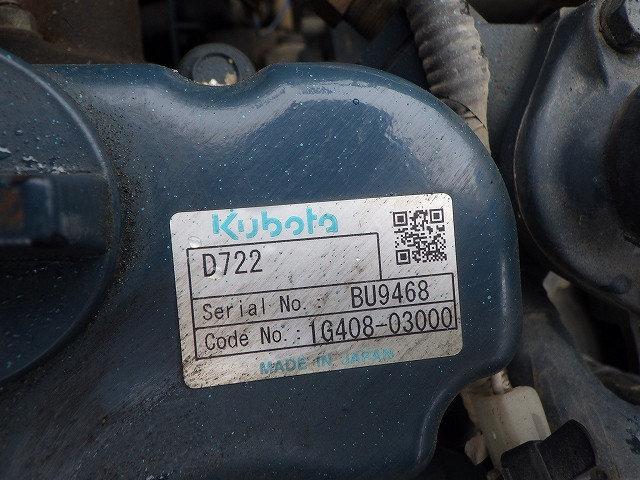 Kubota
D722
Serial No.: BU9468
Code No.: 1G408-03000
MADE IN JAPAN